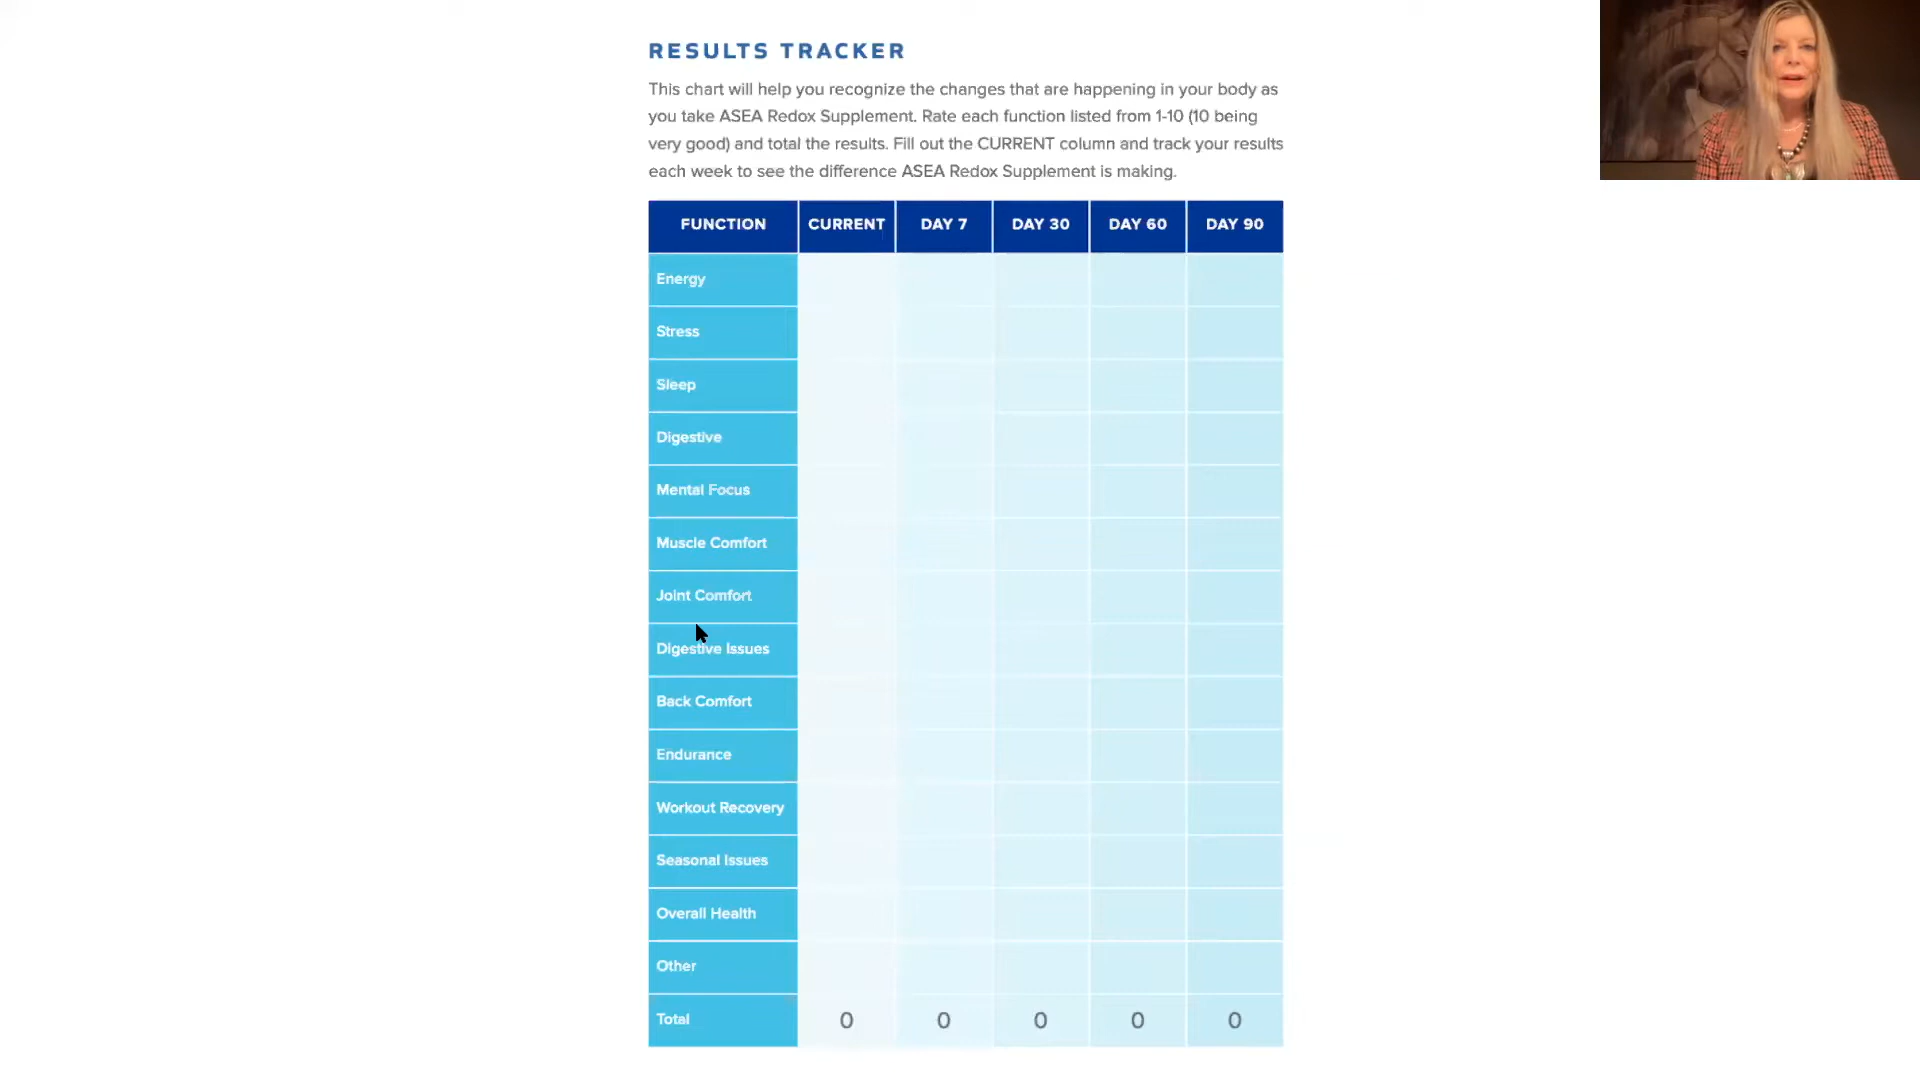 RESULTS TRACKER
This chart will help you recognize the changes that are happening in your body as
you take ASEA Redox Supplement. Rate each function listed from 1-10 (10 being
very good) and total the results. Fill out the CURRENT column and track your results
each week to see the difference ASEA Redox Supplement is making.
FUNCTION CURRENT DAY 7 DAY 30 DAY 60 DAY 90
Energy
Stress
Sleep
Digestive
Mental Focus
Muscle Comfort
Joint Comfort
Digestive Issues
Back Comfort
Endurance
Workout Recovery
Seasonal Issues
Overall Health
Other
Total 0 0 0 0 0